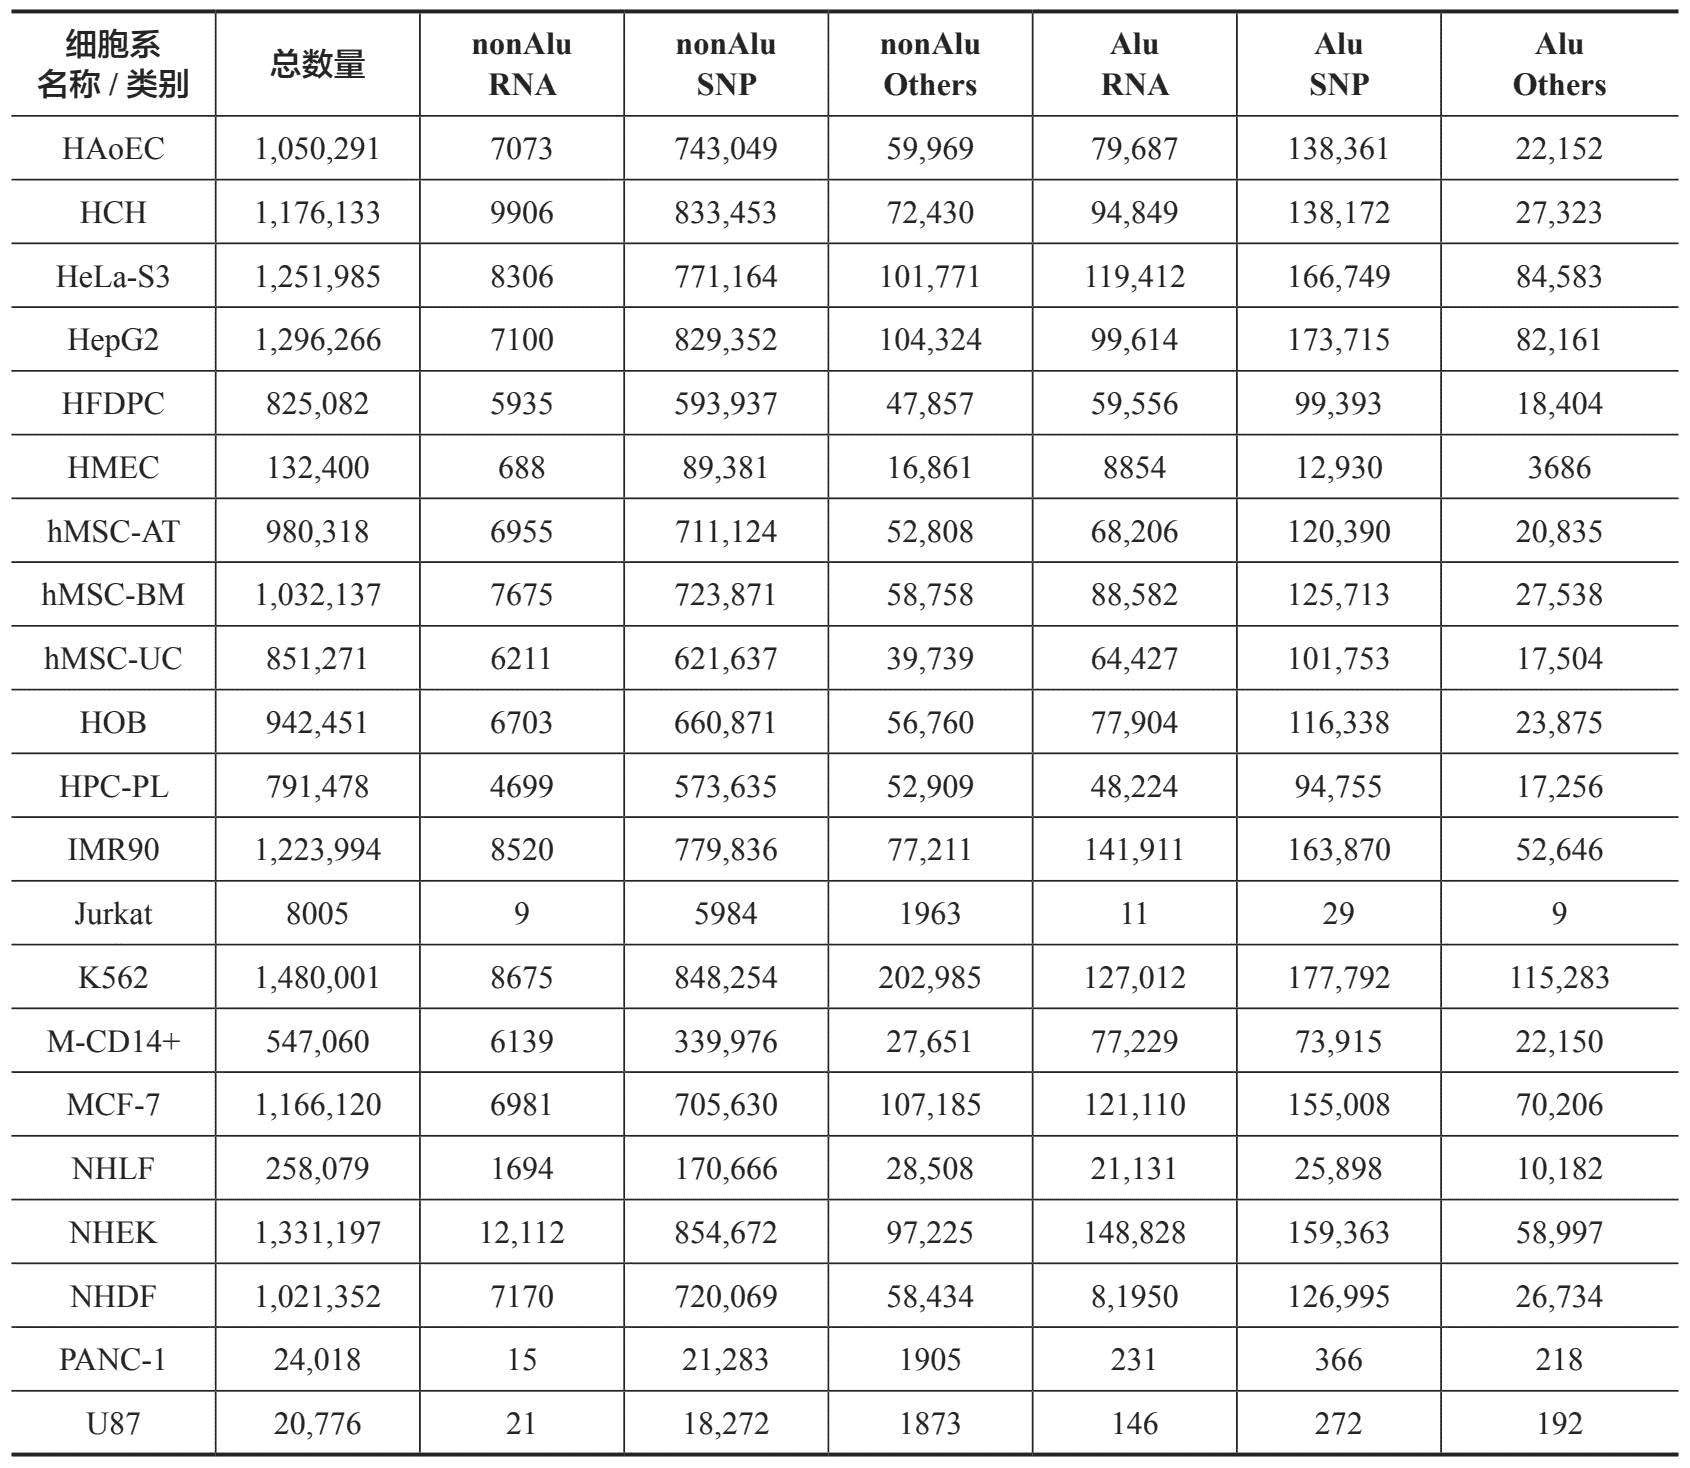 细胞系 名称 / 类别 总数量 nonAlu RNA nonAlu SNP nonAlu Others Alu RNA Alu SNP Alu Others
HAoEC 1,050,291 7073 743,049 59,969 79,687 138,361 22,152
HCH 1,176,133 9906 833,453 72,430 94,849 138,172 27,323
HeLa-S3 1,251,985 8306 771,164 101,771 119,412 166,749 84,583
HepG2 1,296,266 7100 829,352 104,324 99,614 173,715 82,161
HFDPC 825,082 5935 593,937 47,857 59,556 99,393 18,404
HMEC 132,400 688 89,381 16,861 8854 12,930 3686
hMSC-AT 980,318 6955 711,124 52,808 68,206 120,390 20,835
hMSC-BM 1,032,137 7675 723,871 58,758 88,582 125,713 27,538
hMSC-UC 851,271 6211 621,637 39,739 64,427 101,753 17,504
HOB 942,451 6703 660,871 56,760 77,904 116,338 23,875
HPC-PL 791,478 4699 573,635 52,909 48,224 94,755 17,256
IMR90 1,223,994 8520 779,836 77,211 141,911 163,870 52,646
Jurkat 8005 9 5984 1963 11 29 9
K562 1,480,001 8675 848,254 202,985 127,012 177,792 115,283
M-CD14+ 547,060 6139 339,976 27,651 77,229 73,915 22,150
MCF-7 1,166,120 6981 705,630 107,185 121,110 155,008 70,206
NHLF 258,079 1694 170,666 28,508 21,131 25,898 10,182
NHEK 1,331,197 12,112 854,672 97,225 148,828 159,363 58,997
NHDF 1,021,352 7170 720,069 58,434 8,1950 126,995 26,734
PANC-1 24,018 15 21,283 1905 231 366 218
U87 20,776 21 18,272 1873 146 272 192